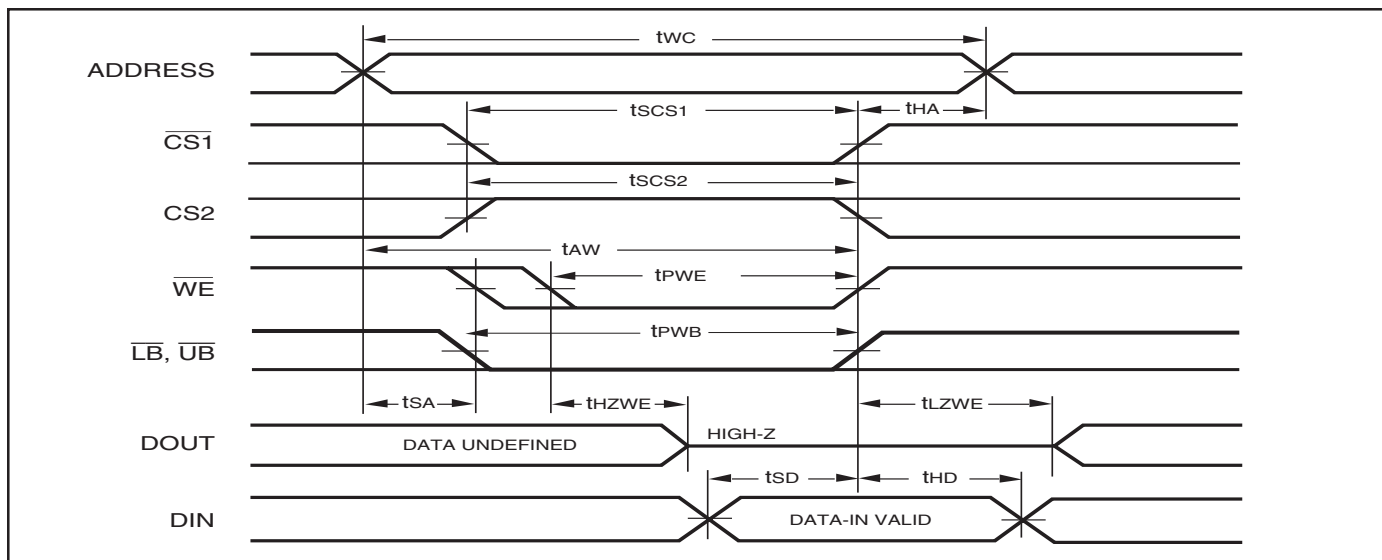 tWC
ADDRESS
tSCS1
tHA
CS1
tSCS2
CS2
tAW
WE
tPWE
tPWB
LB, UB
tSA
tHZWE
tLZWE
DOUT
DATA UNDEFINED
HIGH-Z
tSD
tHD
DIN
DATA-IN VALID